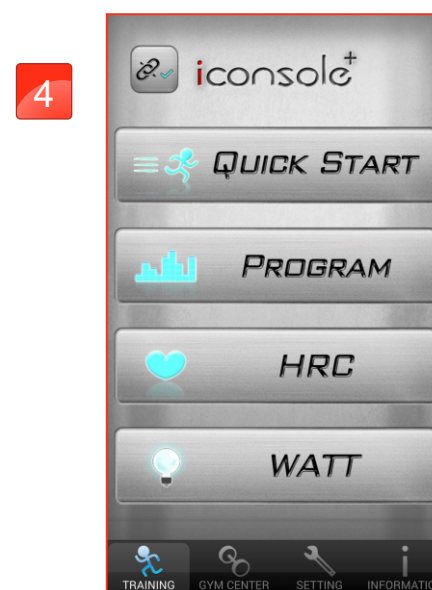 4
iconsole+
QUICK START
PROGRAM
HRC
WATT
TRAINING GYM CENTER SETTING INFORMATIO